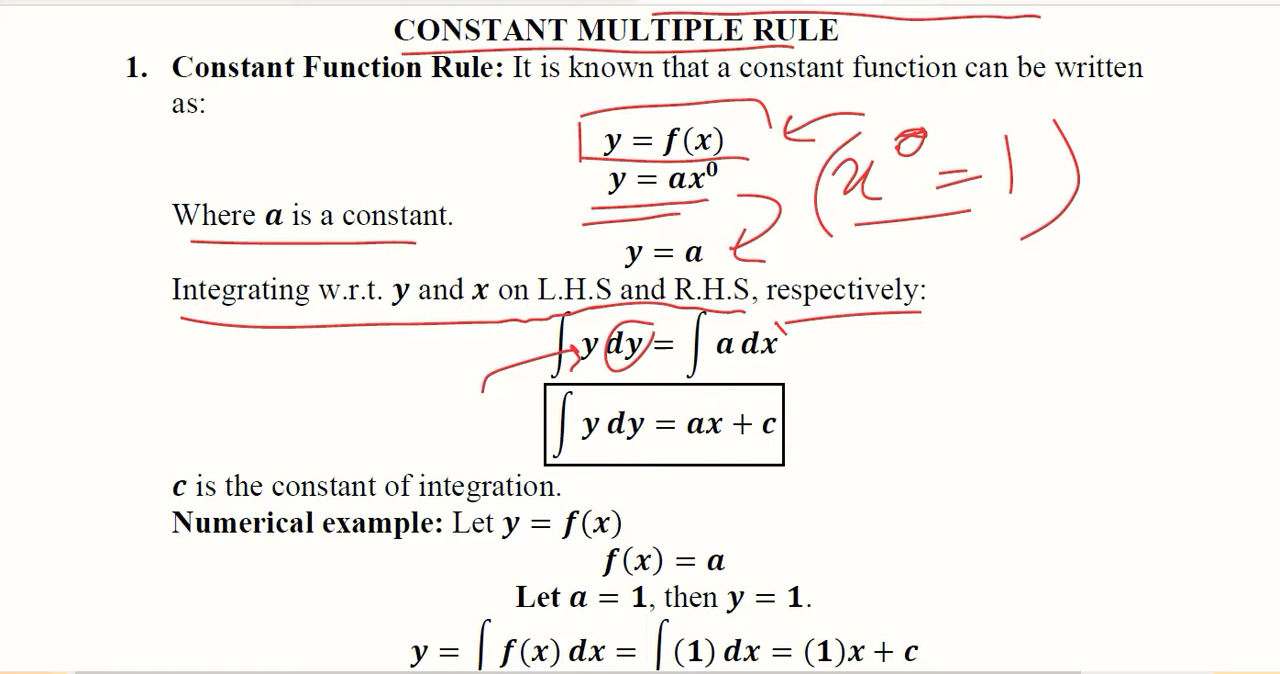 CONSTANT MULTIPLE RULE
1. Constant Function Rule: It is known that a constant function can be written
as:
y = f(x)
y = ax⁰
(x⁰ = 1)
Where a is a constant.
y = a
Integrating w.r.t. y and x on L.H.S and R.H.S, respectively:
∫ y dy = ∫ a dx
∫ y dy = ax + c
c is the constant of integration.
Numerical example: Let y = f(x)
f(x) = a
Let a = 1, then y = 1.
y = ∫ f(x) dx = ∫ (1) dx = (1)x + c